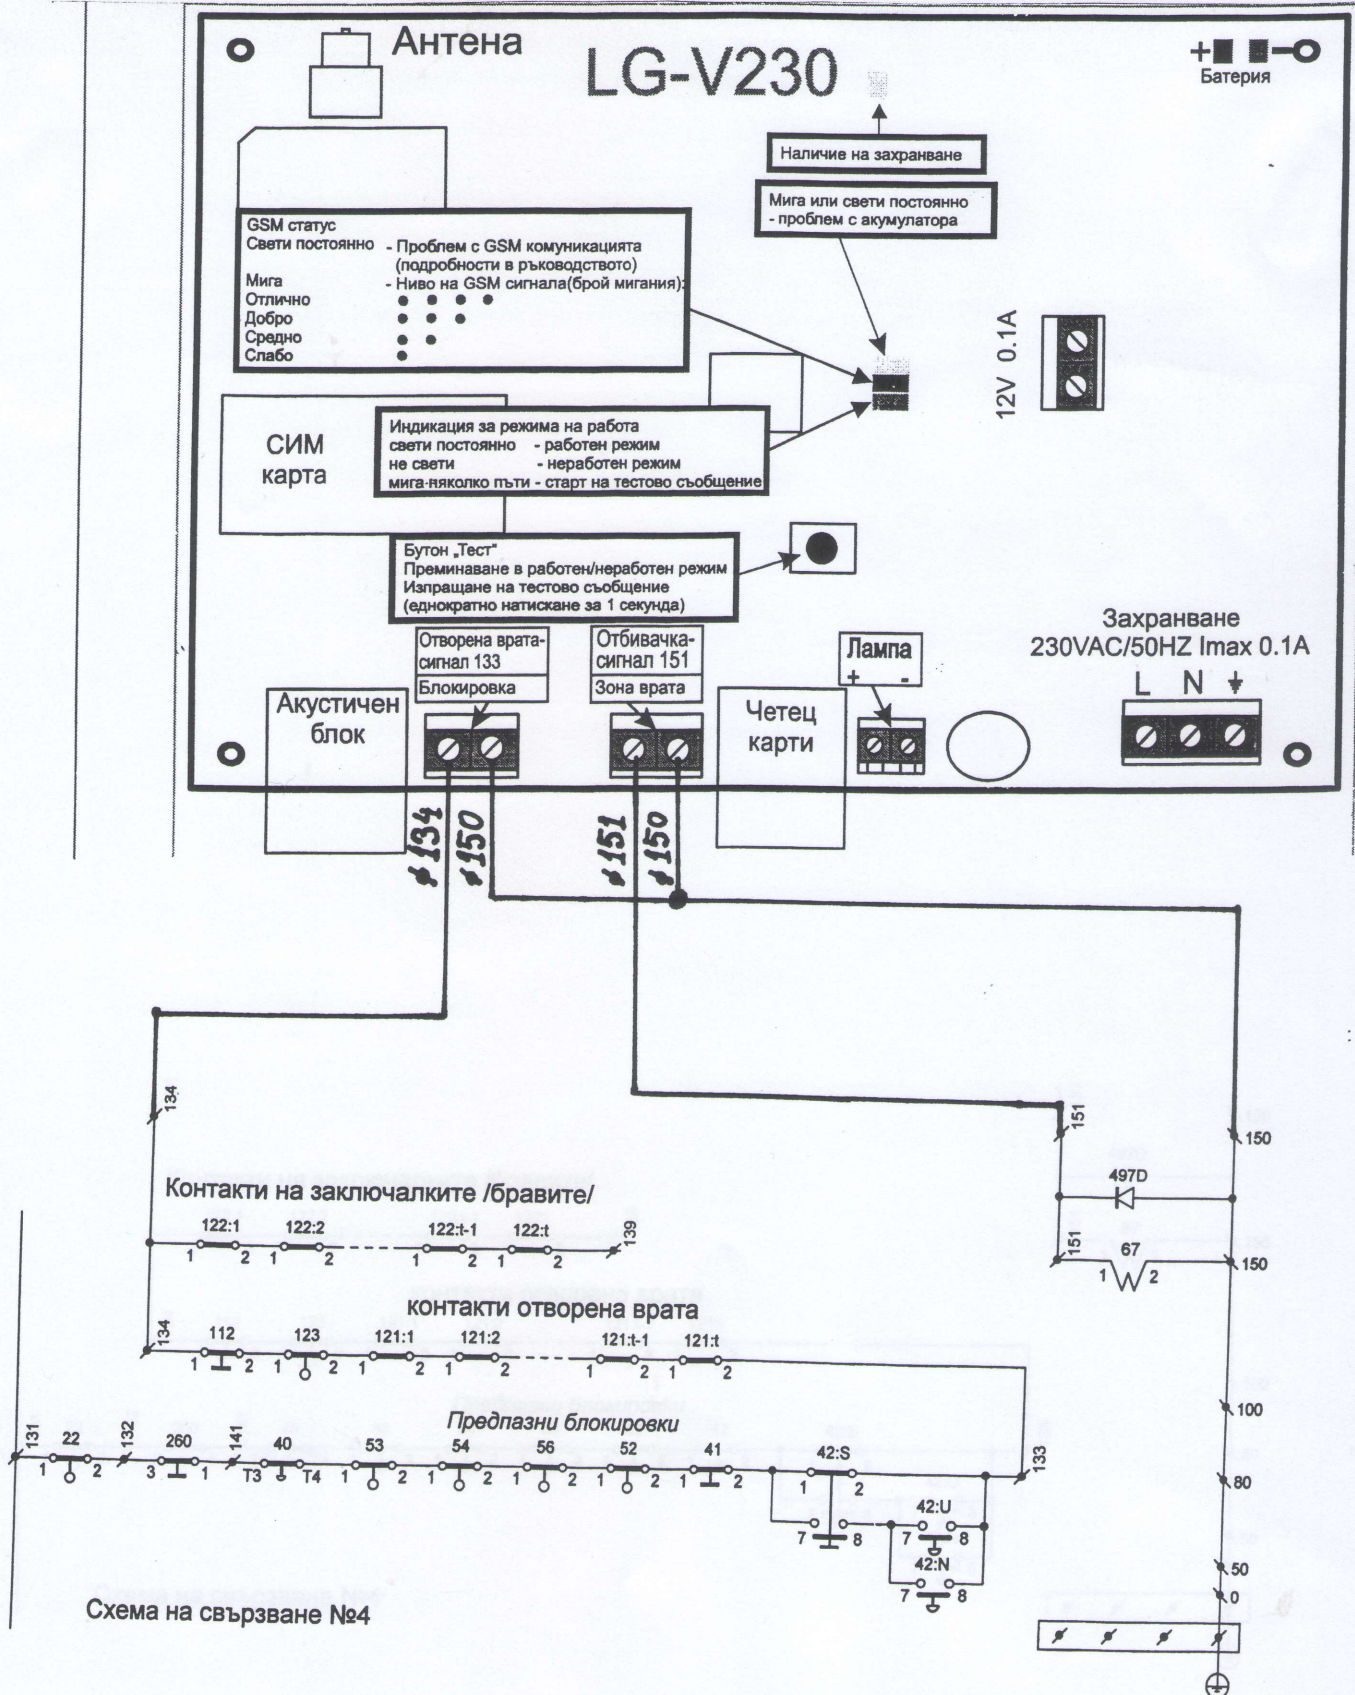 Антена
LG-V230
+ -
Батерия
Наличие на захранване
Мига или свети постоянно
- проблем с акумулатора
GSM статус
Свети постоянно - Проблем с GSM комуникацията
(подробности в ръководството)
Мига - Ниво на GSM сигнала(брой мигания):
Отлично
Добро
Средно
Слабо
12V 0.1A
СИМ
карта
Индикация за режима на работа
свети постоянно - работен режим
не свети - неработен режим
мига няколко пъти - старт на тестово съобщение
Бутон „Тест"
Преминаване в работен/неработен режим
Изпращане на тестово съобщение
(еднократно натискане за 1 секунда)
Отворена врата-
сигнал 133
Блокировка
Отбивачка-
сигнал 151
Зона врата
Лампа
+ -
Захранване
230VAC/50HZ Imax 0.1A
L N
Акустичен
блок
Четец
карти
134 150 151 150
134
151
150
497D
Контакти на заключалките /бравите/
122:1 122:2 122:t-1 122:t 139
1 2 1 2 1 2 1 2
151
67
1 2
150
контакти отворена врата
134
112 123 121:1 121:2 121:t-1 121:t
1 2 1 2 1 2 1 2 1 2 1 2
100
Предпазни блокировки
131 22 132 260 141 40 53 54 56 52 41 42:S 133
1 2 3 1 T3 T4 1 2 1 2 1 2 1 2 1 2 1 2
80
42:U
7 8 7 8
42:N
7 8
50
0
Схема на свързване №4